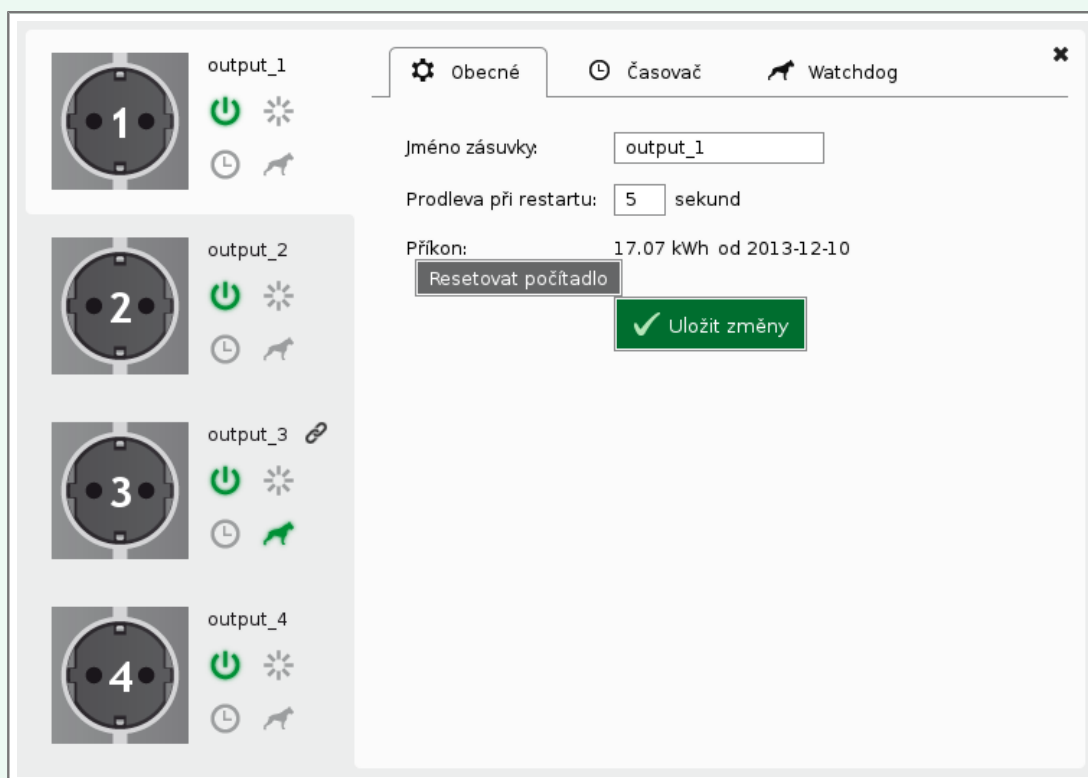 output_1
1
output_2
2
output_3
3
output_4
4
Obecné
Časovač
Watchdog
Jméno zásuvky:
output_1
Prodleva při restartu:
5 sekund
Příkon:
17.07 kWh od 2013-12-10
Resetovat počítadlo
Uložit změny